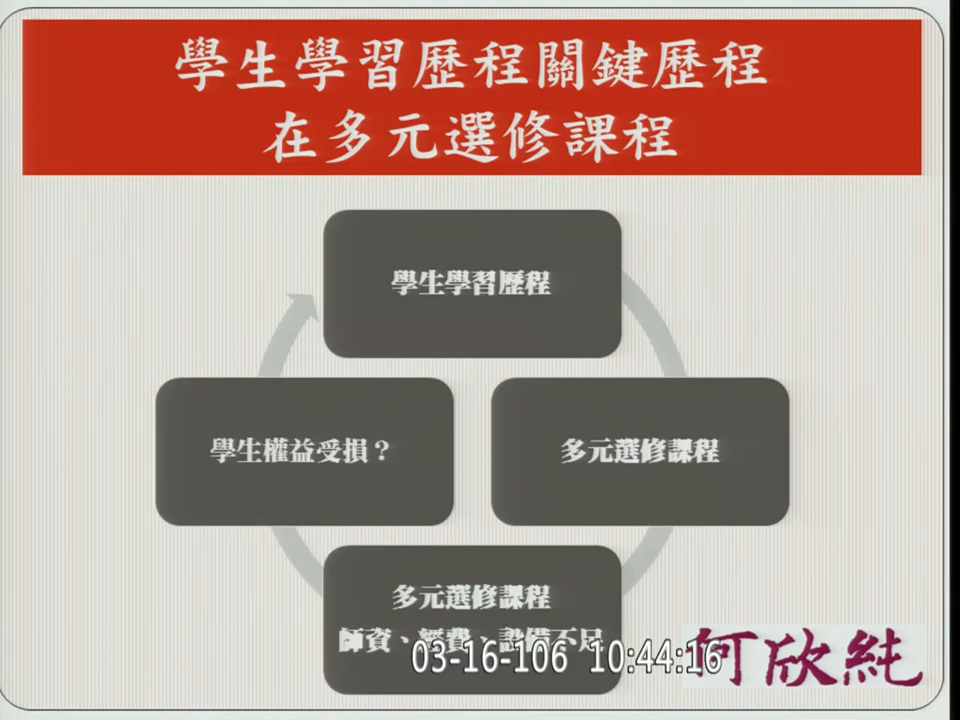 學生學習歷程關鍵歷程
在多元選修課程
學生學習歷程
學生權益受損？
多元選修課程
多元選修課程
師資、經費、設備不足
03-16-106 10:44:16
何欣純